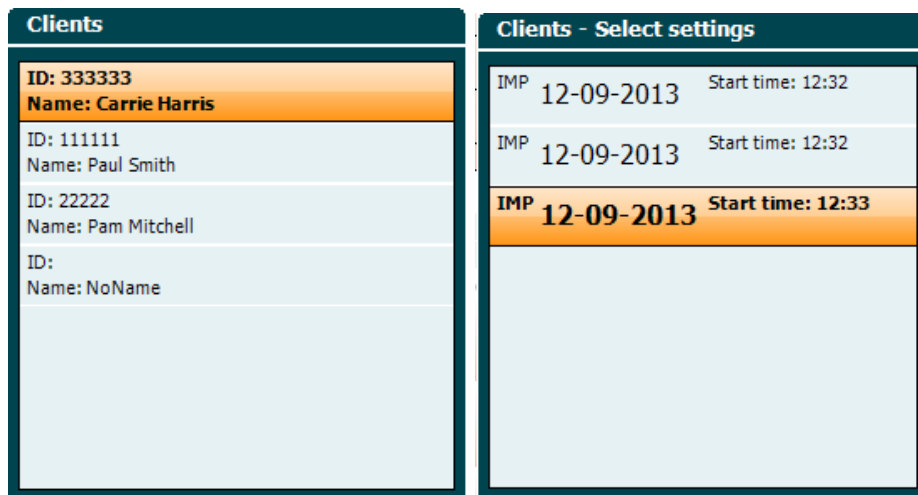 Clients
ID: 333333
Name: Carrie Harris
ID: 111111
Name: Paul Smith
ID: 22222
Name: Pam Mitchell
ID:
Name: NoName
Clients - Select settings
IMP 12-09-2013 Start time: 12:32
IMP 12-09-2013 Start time: 12:32
IMP 12-09-2013 Start time: 12:33